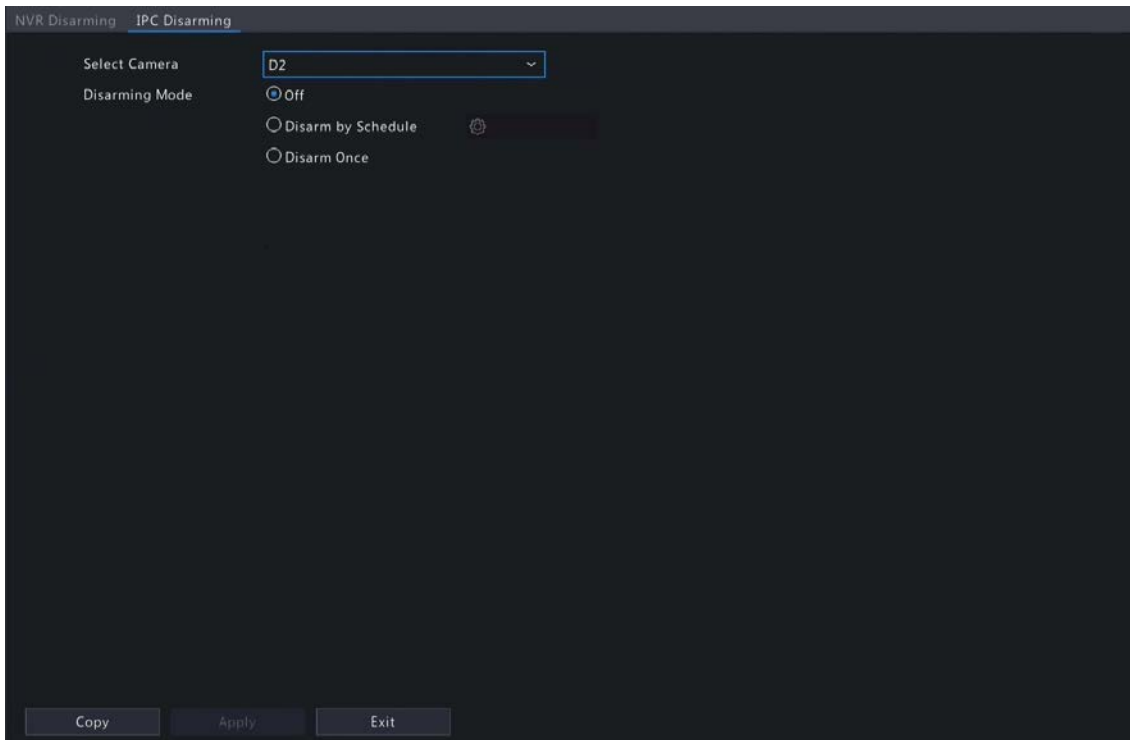 NVR Disarming IPC Disarming
Select Camera D2
Disarming Mode Off
Disarm by Schedule
Disarm Once
Copy Apply Exit